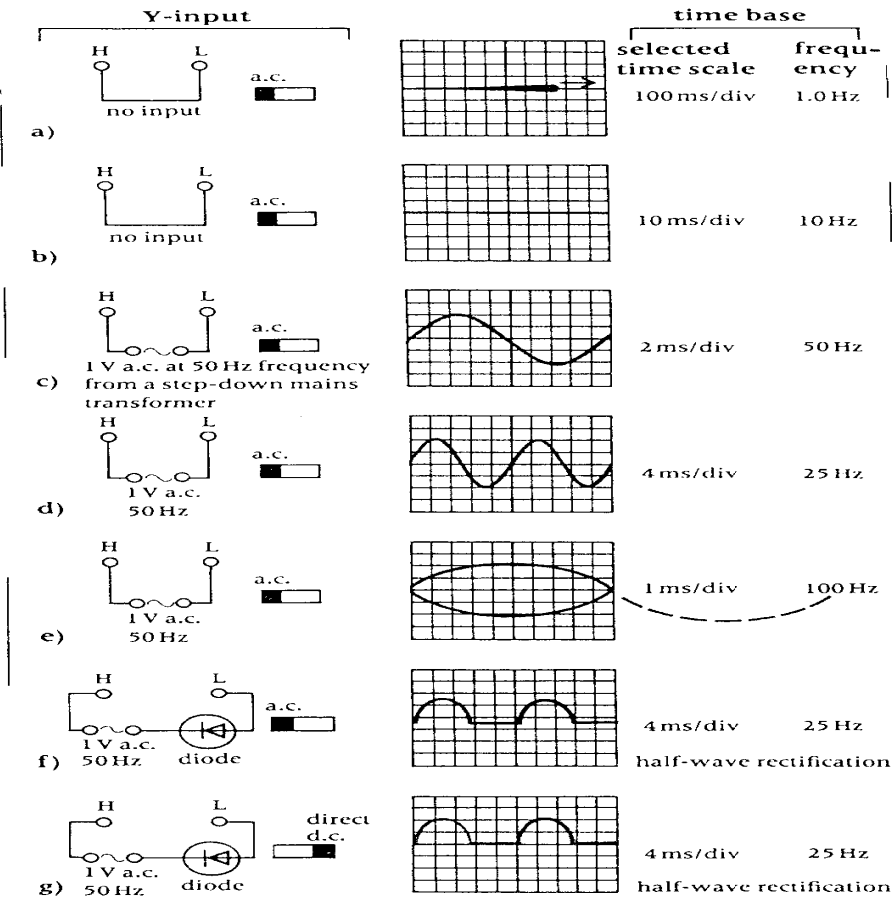 Y-input
time base
selected time scale
frequ-ency
H L
a.c.
no input
100 ms/div
1.0 Hz
a)
H L
a.c.
no input
10 ms/div
10 Hz
b)
H L
a.c.
1 V a.c. at 50 Hz frequency
from a step-down mains
transformer
2 ms/div
50 Hz
c)
H L
a.c.
1 V a.c.
50 Hz
4 ms/div
25 Hz
d)
H L
a.c.
1 V a.c.
50 Hz
1 ms/div
100 Hz
e)
H L
a.c.
1 V a.c.
50 Hz
diode
4 ms/div
25 Hz
half-wave rectification
f)
H L
direct
d.c.
1 V a.c.
50 Hz
diode
4 ms/div
25 Hz
half-wave rectification
g)